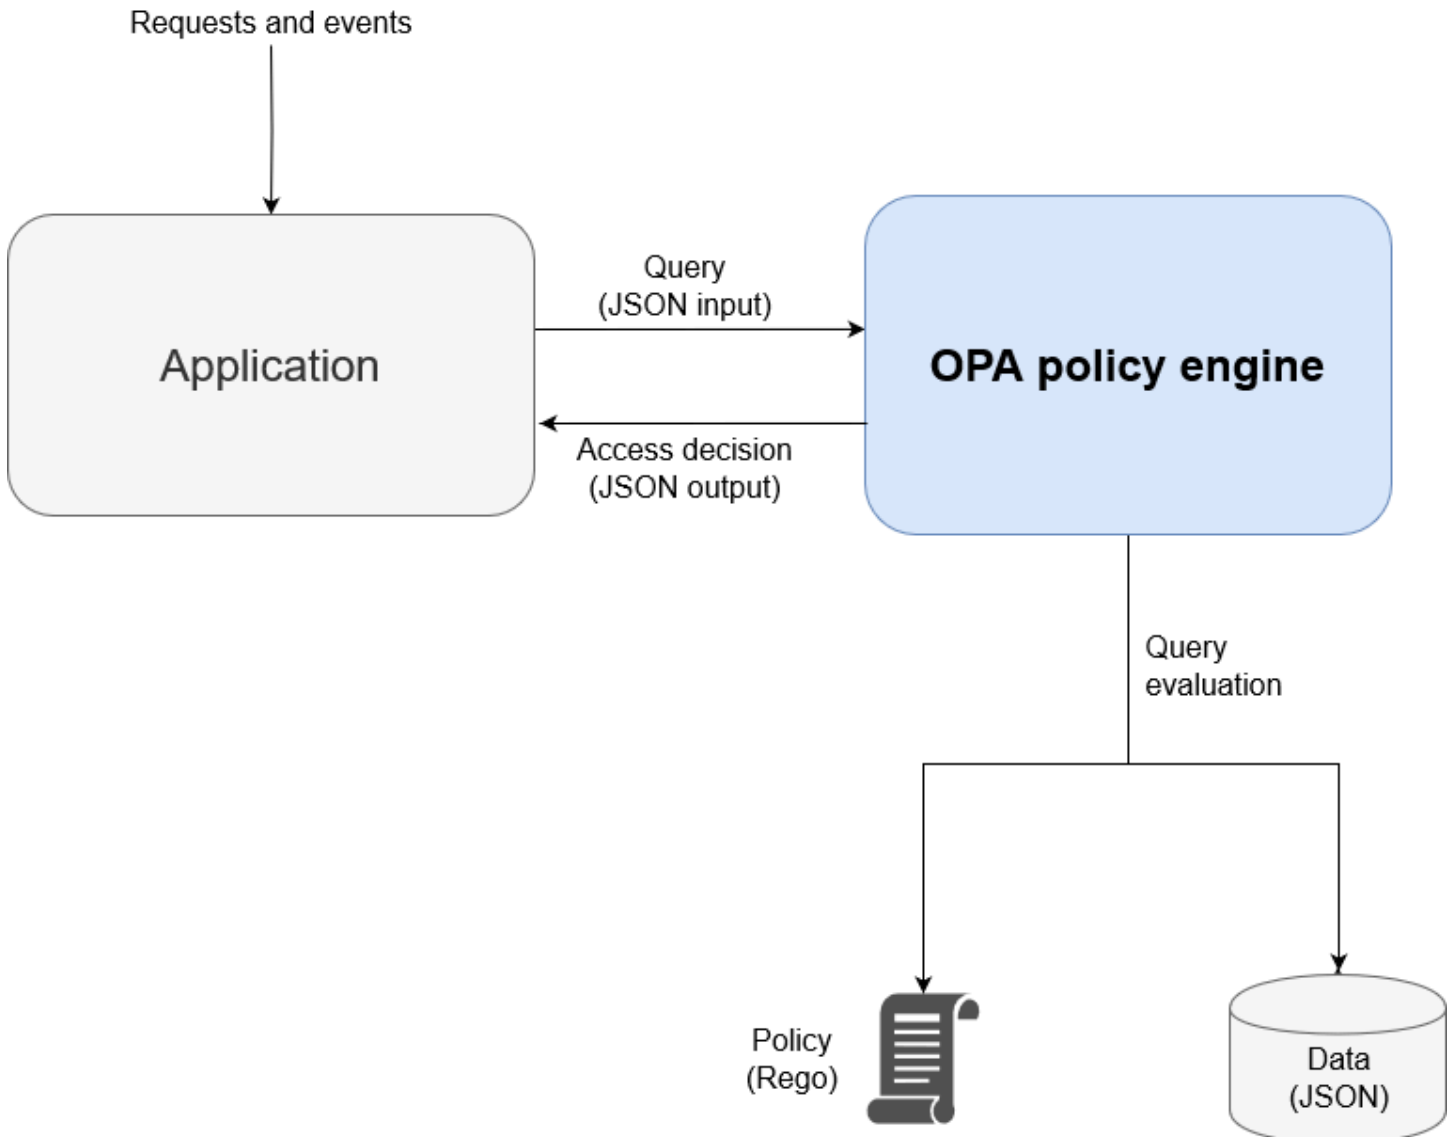 Requests and events
Query
(JSON input)
Application
OPA policy engine
Access decision
(JSON output)
Query
evaluation
Policy
(Rego)
Data
(JSON)